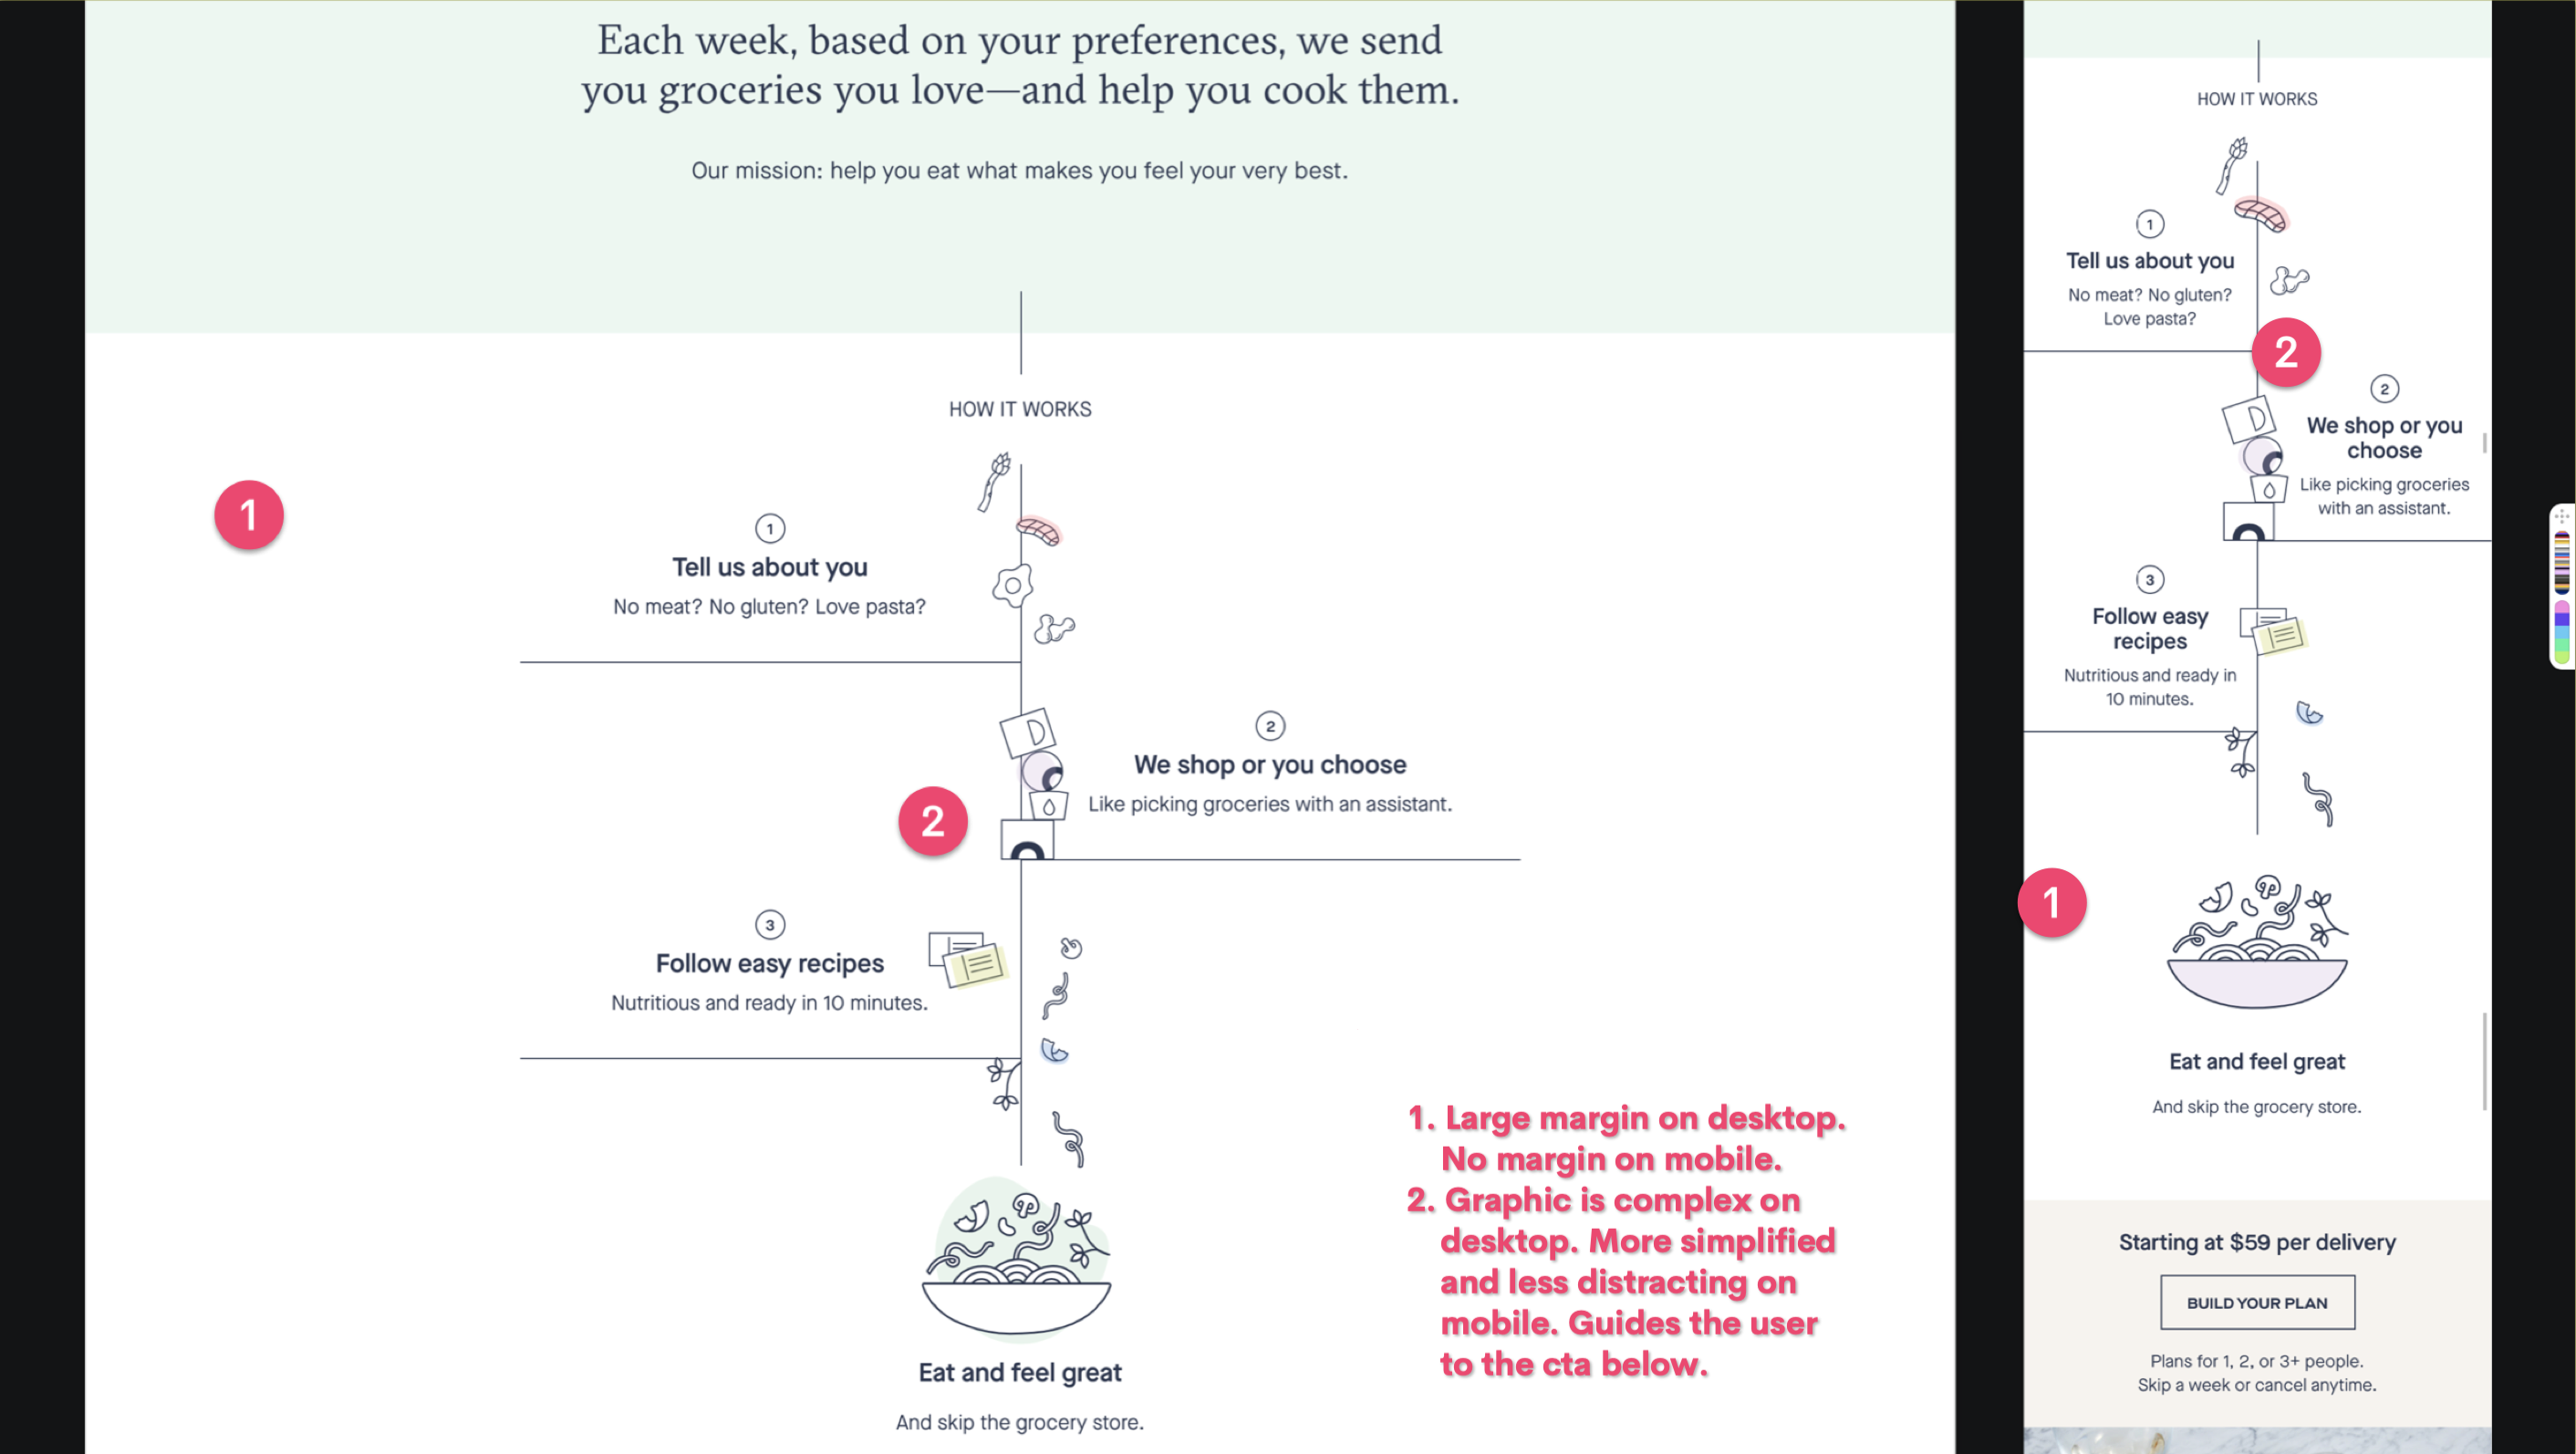 Each week, based on your preferences, we send
you groceries you love—and help you cook them.
Our mission: help you eat what makes you feel your very best.
HOW IT WORKS
1
1
Tell us about you
No meat? No gluten? Love pasta?
D
2
We shop or you choose
Like picking groceries with an assistant.
2
3
Follow easy recipes
Nutritious and ready in 10 minutes.
Eat and feel great
And skip the grocery store.
1. Large margin on desktop.
No margin on mobile.
2. Graphic is complex on
desktop. More simplified
and less distracting on
mobile. Guides the user
to the cta below.
HOW IT WORKS
1
Tell us about you
No meat? No gluten?
Love pasta?
2
2
D
We shop or you
choose
Like picking groceries
with an assistant.
3
Follow easy
recipes
Nutritious and ready in
10 minutes.
1
Eat and feel great
And skip the grocery store.
Starting at $59 per delivery
BUILD YOUR PLAN
Plans for 1, 2, or 3+ people.
Skip a week or cancel anytime.